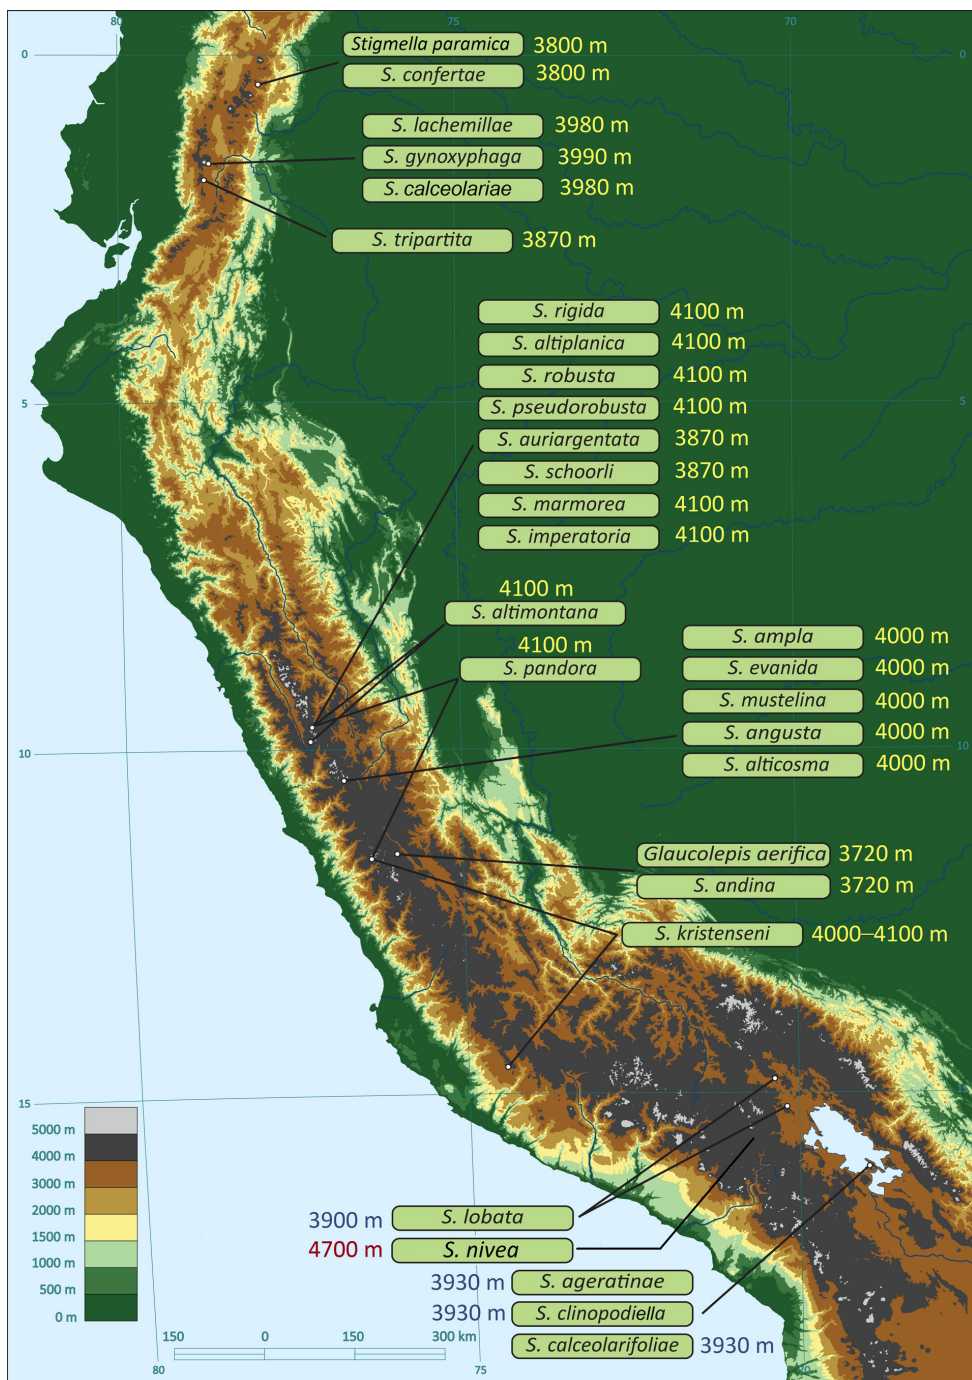 80
75
70
0
0
Stigmella paramica 3800 m
S. confertae 3800 m
S. lachemillae 3980 m
S. gynoxyphaga 3990 m
S. calceolariae 3980 m
S. tripartita 3870 m
S. rigida 4100 m
S. altiplanica 4100 m
S. robusta 4100 m
5
5
S. pseudorobusta 4100 m
S. auriargentata 3870 m
S. schoorli 3870 m
S. marmorea 4100 m
S. imperatoria 4100 m
4100 m
S. altimontana
4100 m
S. pandora
S. ampla 4000 m
S. evanida 4000 m
S. mustelina 4000 m
S. angusta 4000 m
10
10
S. alticosma 4000 m
Glaucolepis aerifica 3720 m
S. andina 3720 m
S. kristenseni 4000–4100 m
15
5000 m
4000 m
3000 m
2000 m
1500 m
1000 m
500 m
0 m
3900 m S. lobata
4700 m S. nivea
3930 m S. ageratinae
3930 m S. clinopodiella
S. calceolarifoliae 3930 m
150 0 150 300 km
80
75
70